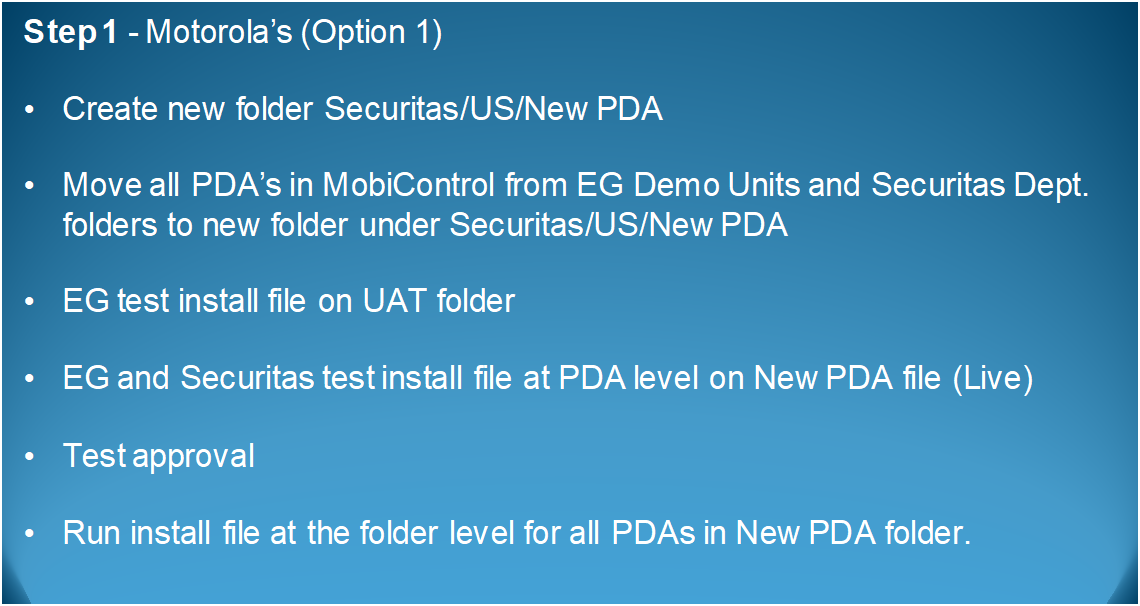 Step 1 - Motorola’s (Option 1)
• Create new folder Securitas/US/New PDA
• Move all PDA’s in MobiControl from EG Demo Units and Securitas Dept.
folders to new folder under Securitas/US/New PDA
• EG test install file on UAT folder
• EG and Securitas test install file at PDA level on New PDA file (Live)
• Test approval
• Run install file at the folder level for all PDAs in New PDA folder.